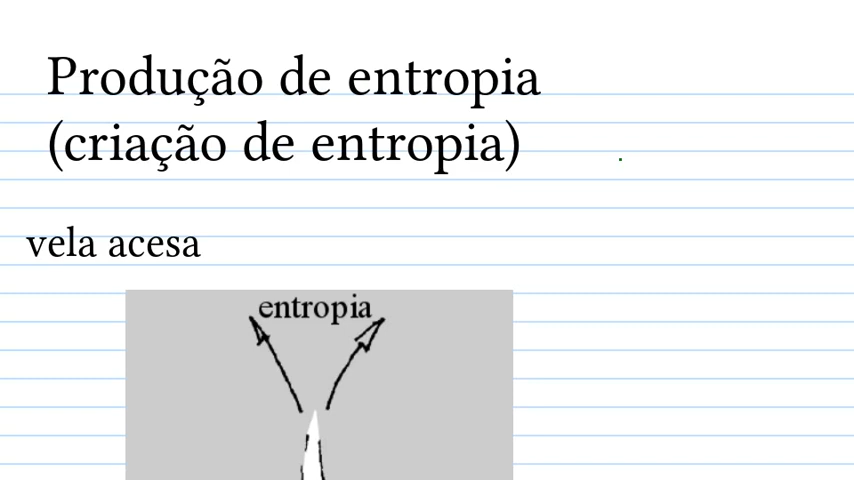 Produção de entropia
(criação de entropia)
vela acesa
entropia